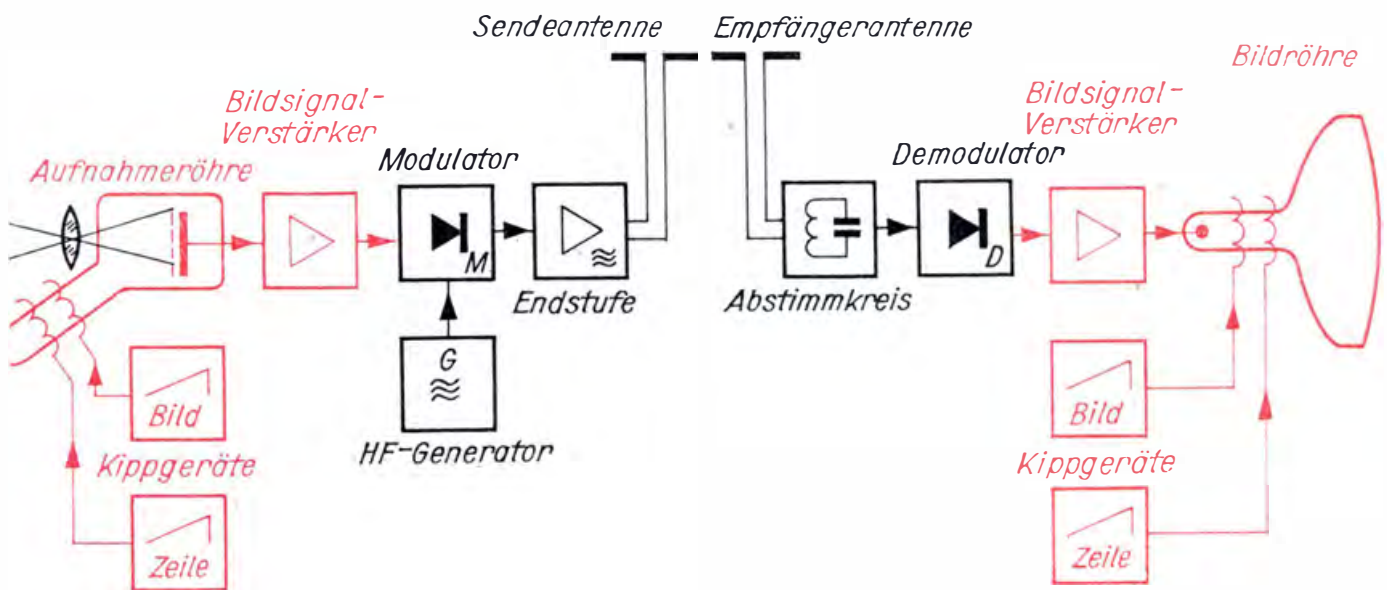 Sendeantenne
Empfängerantenne
Bildröhre
Bildsignal-
Verstärker
Bildsignal-
Verstärker
Aufnahmeröhre
Modulator
Demodulator
M
D
Endstufe
Abstimmkreis
G
HF-Generator
Bild
Bild
Kippgeräte
Kippgeräte
Zeile
Zeile